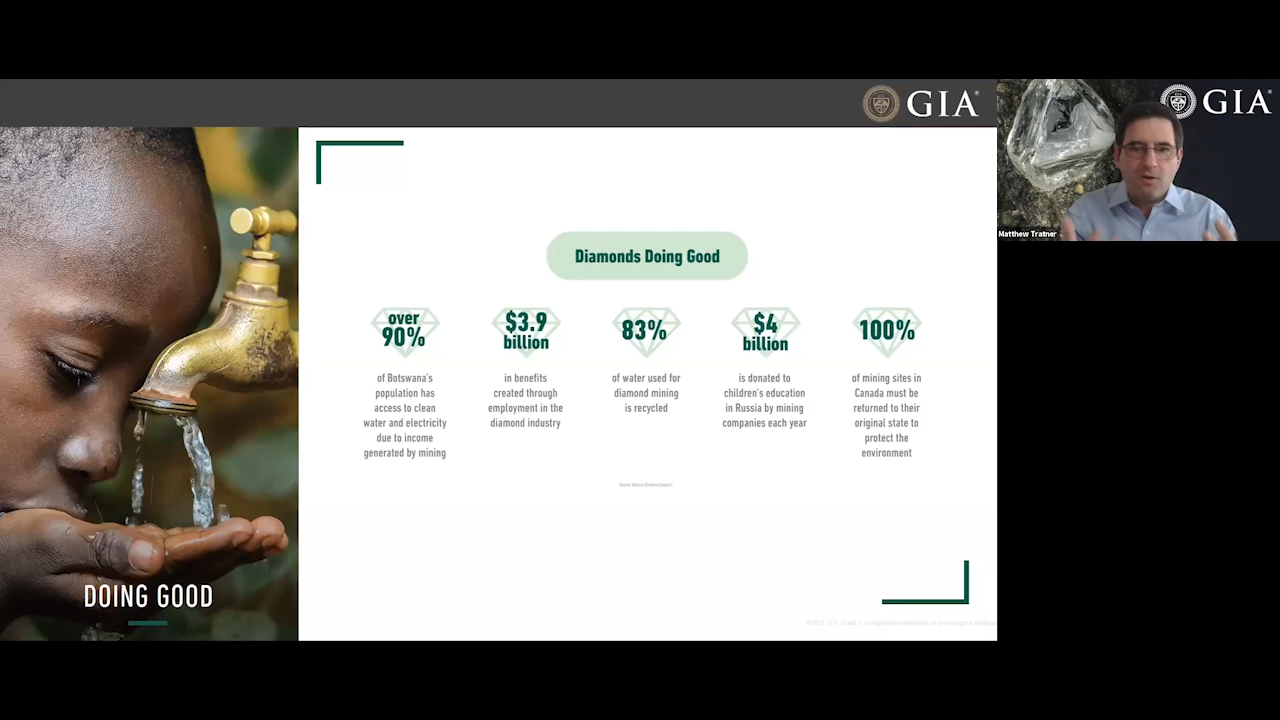 GIA
GIA
Matthew Tratner
Diamonds Doing Good
over
90%
of Botswana's
population has
access to clean
water and electricity
due to income
generated by mining
$3.9
billion
in benefits
created through
employment in the
diamond industry
83%
of water used for
diamond mining
is recycled
$4
billion
is donated to
children's education
in Russia by mining
companies each year
100%
of mining sites in
Canada must be
returned to their
original state to
protect the
environment
DOING GOOD